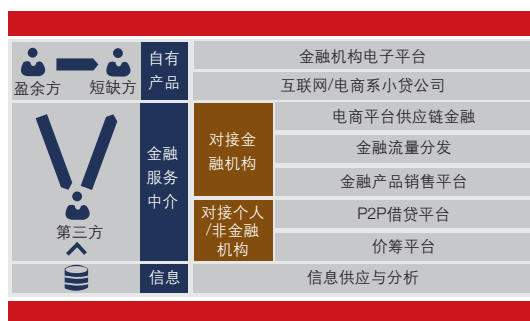 盈余方
短缺方
自有
产品
金融机构电子平台
互联网/电商系小贷公司
第三方
金融
服务
中介
对接金
融机构
电商平台供应链金融
金融流量分发
金融产品销售平台
对接个人
/非金融
机构
P2P借贷平台
价筹平台
信息
信息供应与分析